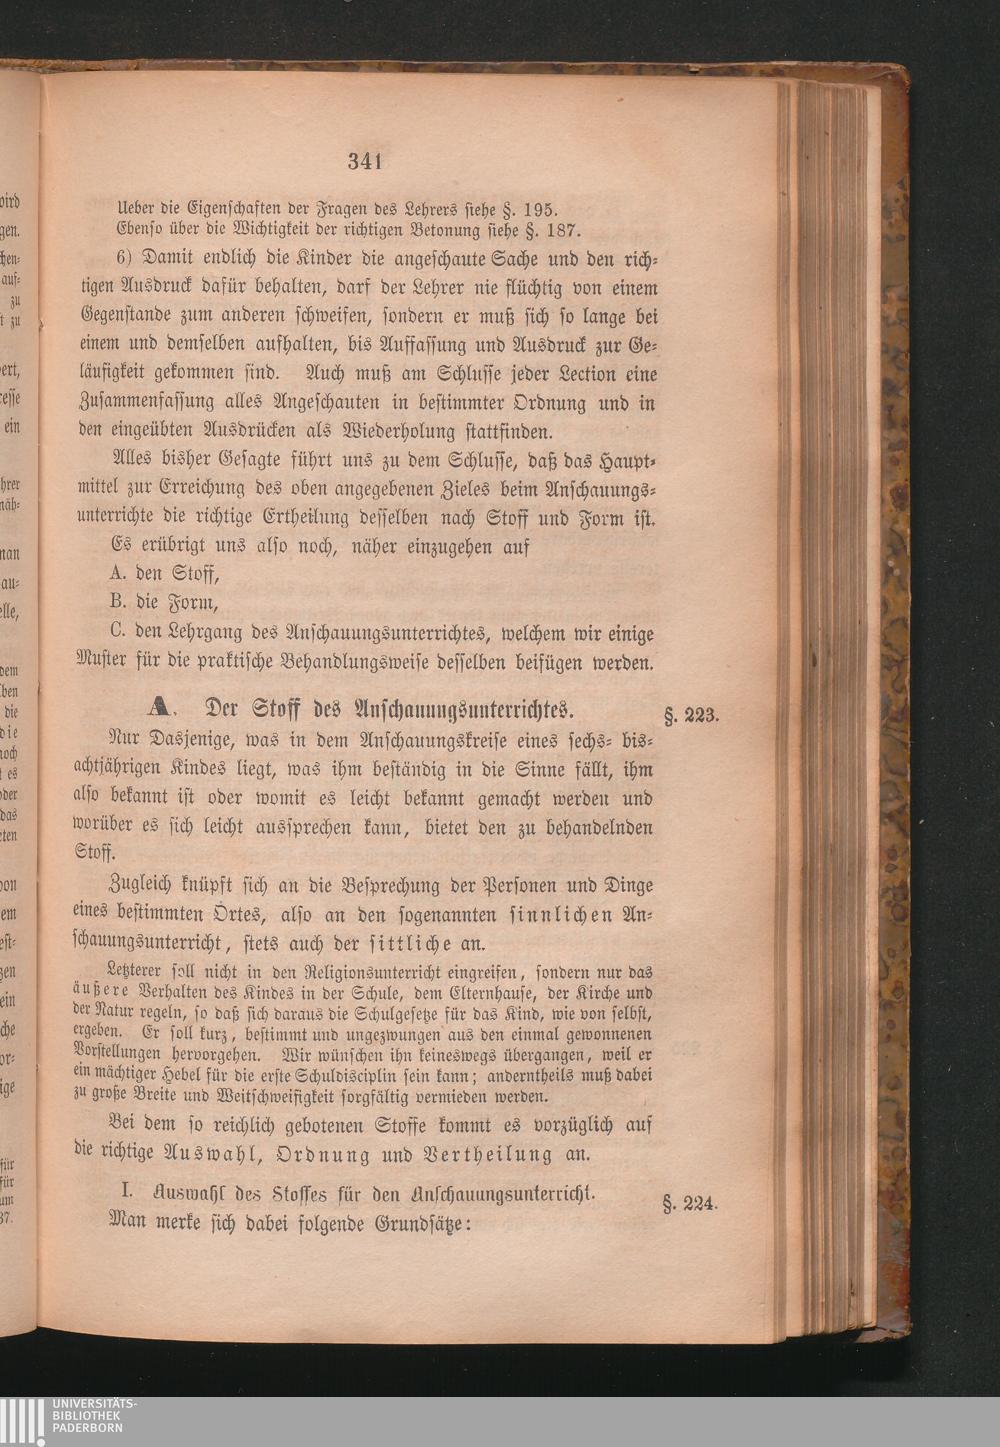 341
Ueber die Eigenschaften der Fragen des Lehrers siehe §. 195.
Ebenso über die Wichtigkeit der richtigen Betonung siehe §. 187.
6) Damit endlich die Kinder die angeschaute Sache und den rich-
tigen Ausdruck dafür behalten, darf der Lehrer nie flüchtig von einem
Gegenstande zum anderen schweifen, sondern er muß sich so lange bei
einem und demselben aufhalten, bis Auffassung und Ausdruck zur Ge-
läufigkeit gekommen sind. Auch muß am Schlusse jeder Lection eine
Zusammenfassung alles Angeschauten in bestimmter Ordnung und in
den eingeübten Ausdrücken als Wiederholung stattfinden.
Alles bisher Gesagte führt uns zu dem Schlusse, daß das Haupt-
mittel zur Erreichung des oben angegebenen Zieles beim Anschauungs-
unterrichte die richtige Ertheilung desselben nach Stoff und Form ist.
Es erübrigt uns also noch, näher einzugehen auf
A. den Stoff,
B. die Form,
C. den Lehrgang des Anschauungsunterrichtes, welchem wir einige
Muster für die praktische Behandlungsweise desselben beifügen werden.
A. Der Stoff des Anschauungsunterrichtes.
§. 223.
Nur Dasjenige, was in dem Anschauungskreise eines sechs- bis-
achtjährigen Kindes liegt, was ihm beständig in die Sinne fällt, ihm
also bekannt ist oder womit es leicht bekannt gemacht werden und
worüber es sich leicht aussprechen kann, bietet den zu behandelnden
Stoff.
Zugleich knüpft sich an die Besprechung der Personen und Dinge
eines bestimmten Ortes, also an den sogenannten sinnlichen An-
schauungsunterricht, stets auch der sittliche an.
Letzterer soll nicht in den Religionsunterricht eingreifen, sondern nur das
äußere Verhalten des Kindes in der Schule, dem Elternhause, der Kirche und
der Natur regeln, so daß sich daraus die Schulgesetze für das Kind, wie von selbst,
ergeben. Er soll kurz, bestimmt und ungezwungen aus den einmal gewonnenen
Vorstellungen hervorgehen. Wir wünschen ihn keineswegs übergangen, weil er
ein mächtiger Hebel für die erste Schuldisciplin sein kann; anderntheils muß dabei
zu große Breite und Weitschweifigkeit sorgfältig vermieden werden.
Bei dem so reichlich gebotenen Stoffe kommt es vorzüglich auf
die richtige Auswahl, Ordnung und Vertheilung an.
I. Auswahl des Stoffes für den Anschauungsunterricht.
§. 224.
Man merke sich dabei folgende Grundsätze:
UNIVERSITÄTS-
BIBLIOTHEK
PADERBORN